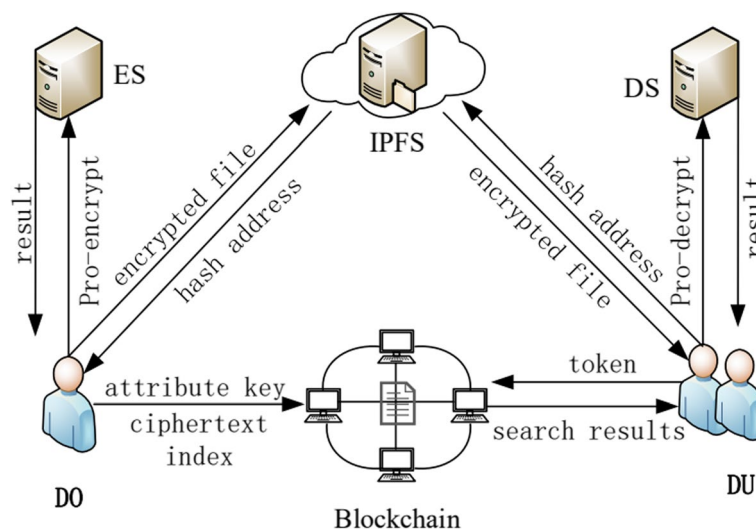 ES
IPFS
DS
result
Pro-encrypt
encrypted file
hash address
hash address
encrypted file
Pro-decrypt
result
attribute key
ciphertext
index
token
search results
DO
DU
Blockchain